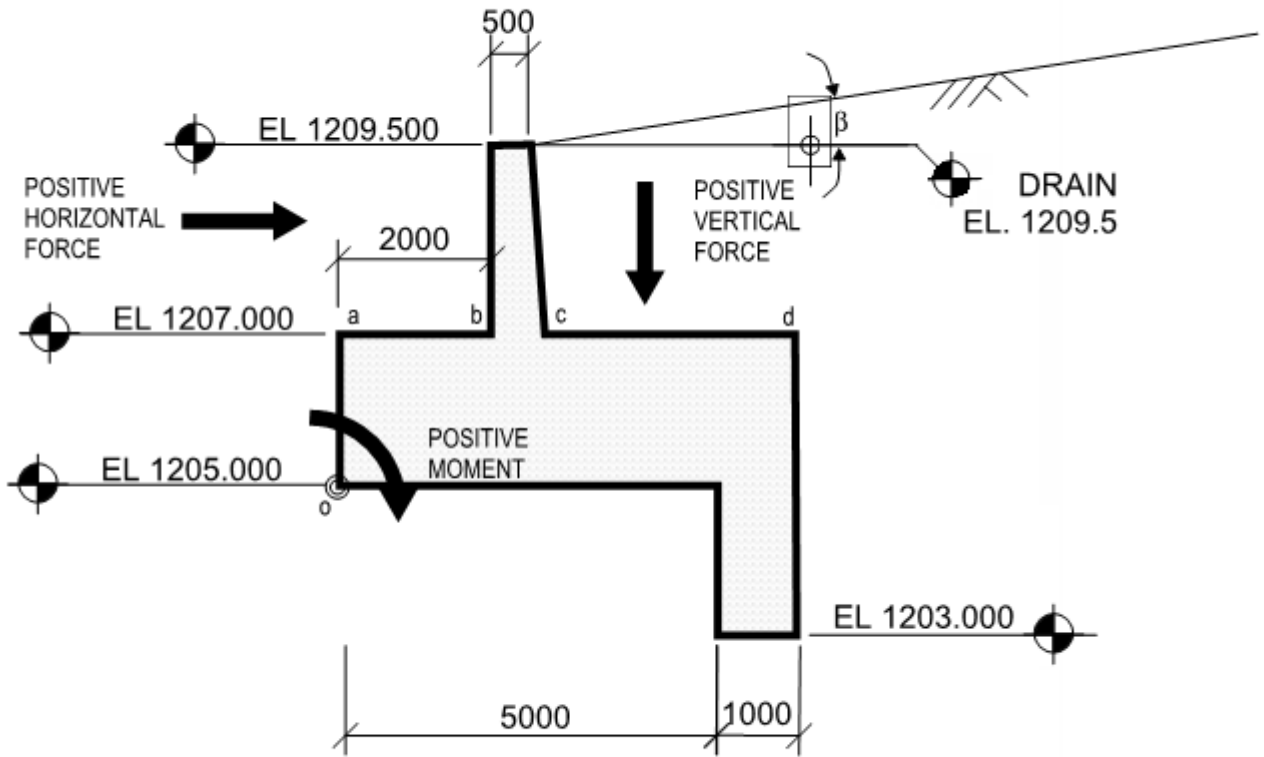 500
EL 1209.500
β
POSITIVE
HORIZONTAL
FORCE
POSITIVE
VERTICAL
FORCE
DRAIN
EL. 1209.5
2000
EL 1207.000
a
b
c
d
POSITIVE
MOMENT
EL 1205.000
o
EL 1203.000
5000
1000